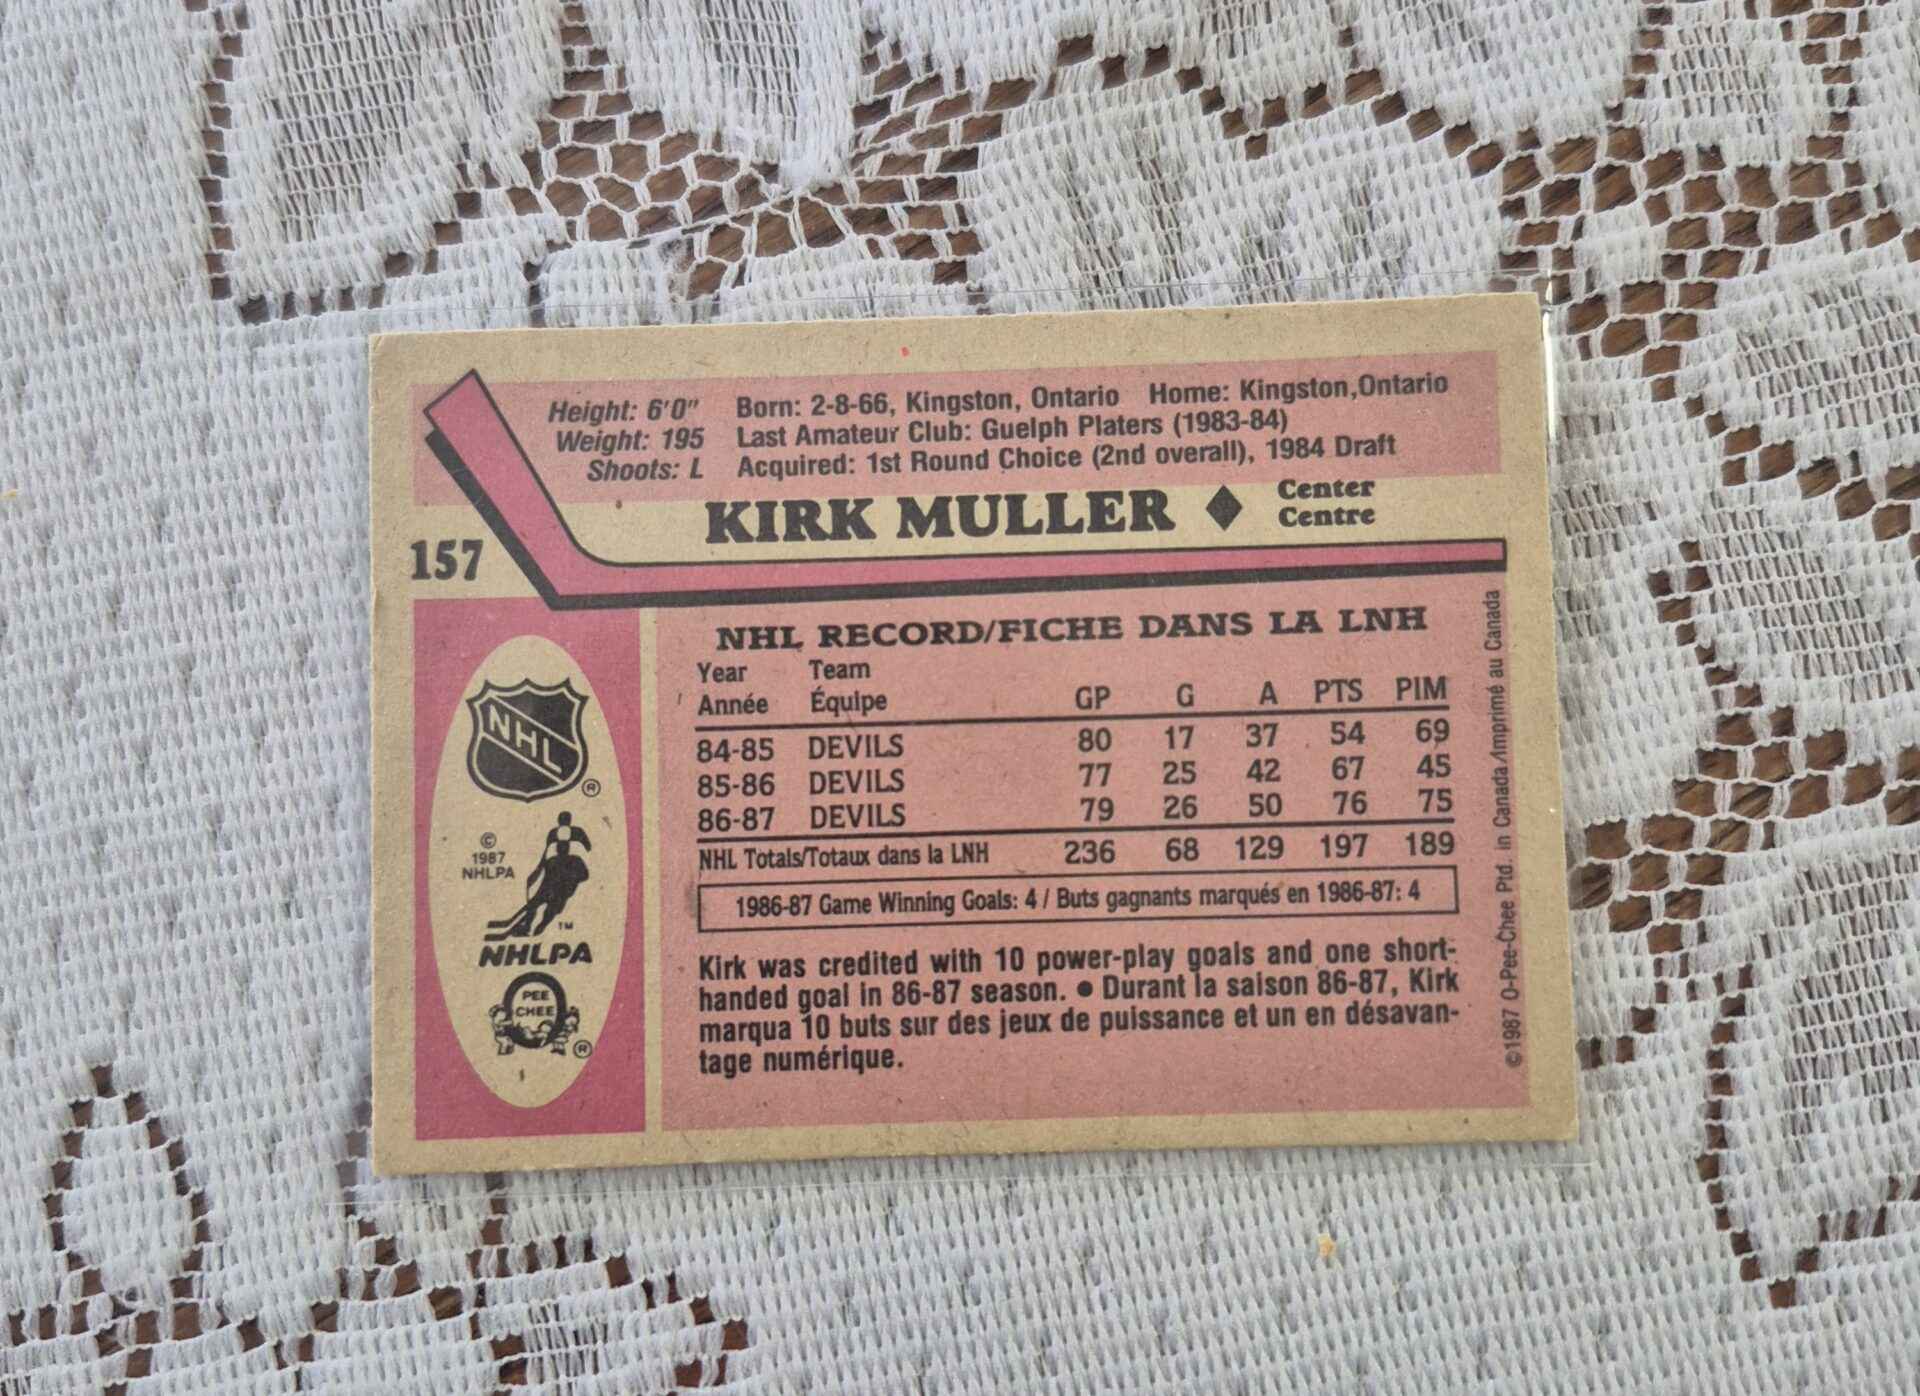 Height: 6'0" Born: 2-8-66, Kingston, Ontario Home: Kingston,Ontario
Weight: 195 Last Amateur Club: Guelph Platers (1983-84)
Shoots: L Acquired: 1st Round Choice (2nd overall), 1984 Draft
KIRK MULLER ♦ Center
Centre
157
NHL RECORD/FICHE DANS LA LNH
Year Team
Année Équipe GP G A PTS PIM
84-85 DEVILS 80 17 37 54 69
85-86 DEVILS 77 25 42 67 45
86-87 DEVILS 79 26 50 76 75
NHL Totals/Totaux dans la LNH 236 68 129 197 189
1986-87 Game Winning Goals: 4 / Buts gagnants marqués en 1986-87: 4
Kirk was credited with 10 power-play goals and one short-
handed goal in 86-87 season. ● Durant la saison 86-87, Kirk
marqua 10 buts sur des jeux de puissance et un en désavan-
tage numérique.
NHL
®
©
1987
NHLPA
TM
NHLPA
PEE
CHEE
®
©1987 O-Pee-Chee Ptd. in Canada/Imprimé au Canada